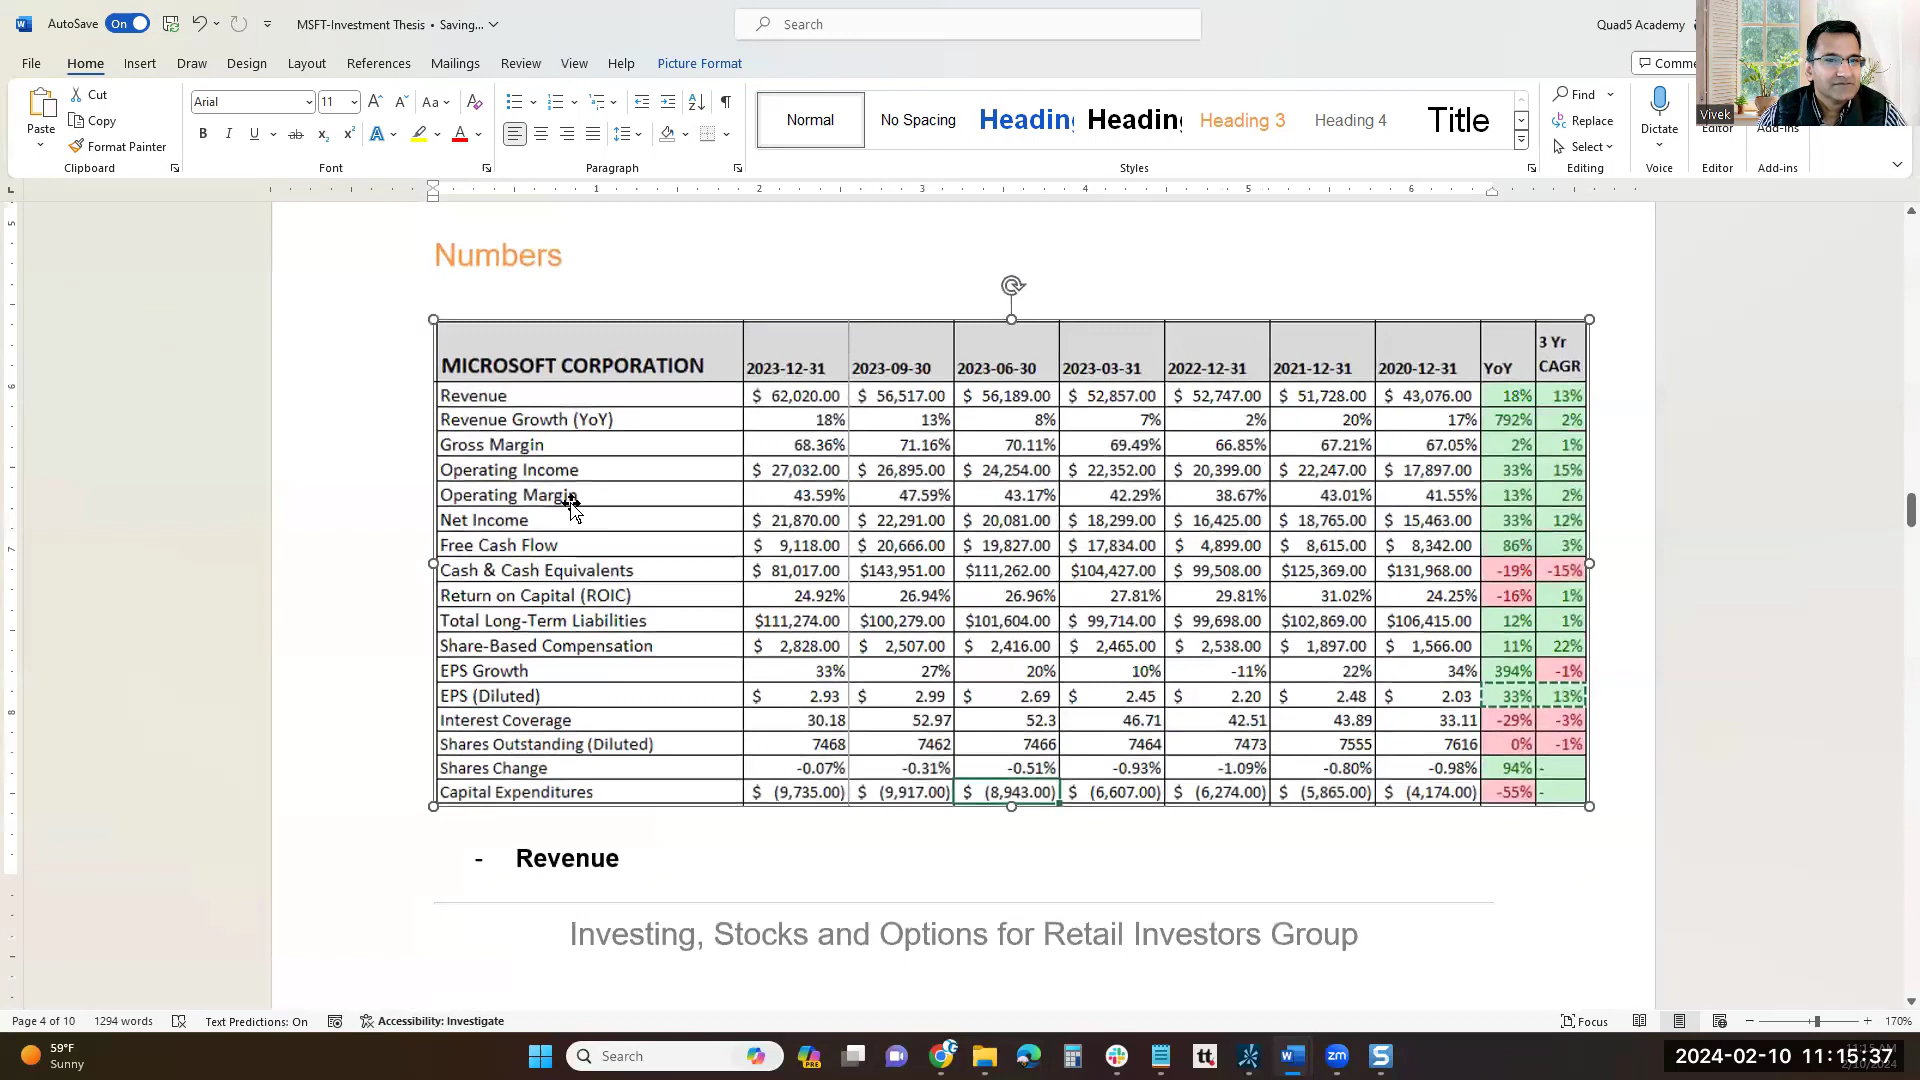 AutoSave On MSFT-Investment Thesis • Saving... Search Quad5 Academy
File Home Insert Draw Design Layout References Mailings Review View Help Picture Format
Vivek
Paste Cut Copy Format Painter
Arial 11 Aa
Normal No Spacing Heading Heading Heading 3 Heading 4 Title
Find Replace Select Dictate Editor Add-ins
Clipboard Font Paragraph Styles Editing Voice Editor Add-ins
1 2 3 4 5 6
Numbers
MICROSOFT CORPORATION 2023-12-31 2023-09-30 2023-06-30 2023-03-31 2022-12-31 2021-12-31 2020-12-31 YoY 3 Yr CAGR
Revenue $ 62,020.00 $ 56,517.00 $ 56,189.00 $ 52,857.00 $ 52,747.00 $ 51,728.00 $ 43,076.00 18% 13%
Revenue Growth (YoY) 18% 13% 8% 7% 2% 20% 17% 792% 2%
Gross Margin 68.36% 71.16% 70.11% 69.49% 66.85% 67.21% 67.05% 2% 1%
Operating Income $ 27,032.00 $ 26,895.00 $ 24,254.00 $ 22,352.00 $ 20,399.00 $ 22,247.00 $ 17,897.00 33% 15%
Operating Margin 43.59% 47.59% 43.17% 42.29% 38.67% 43.01% 41.55% 13% 2%
Net Income $ 21,870.00 $ 22,291.00 $ 20,081.00 $ 18,299.00 $ 16,425.00 $ 18,765.00 $ 15,463.00 33% 12%
Free Cash Flow $ 9,118.00 $ 20,666.00 $ 19,827.00 $ 17,834.00 $ 4,899.00 $ 8,615.00 $ 8,342.00 86% 3%
Cash & Cash Equivalents $ 81,017.00 $143,951.00 $111,262.00 $104,427.00 $ 99,508.00 $125,369.00 $131,968.00 -19% -15%
Return on Capital (ROIC) 24.92% 26.94% 26.96% 27.81% 29.81% 31.02% 24.25% -16% 1%
Total Long-Term Liabilities $111,274.00 $100,279.00 $101,604.00 $ 99,714.00 $ 99,698.00 $102,869.00 $106,415.00 12% 1%
Share-Based Compensation $ 2,828.00 $ 2,507.00 $ 2,416.00 $ 2,465.00 $ 2,538.00 $ 1,897.00 $ 1,566.00 11% 22%
EPS Growth 33% 27% 20% 10% -11% 22% 34% 394% -1%
EPS (Diluted) $ 2.93 $ 2.99 $ 2.69 $ 2.45 $ 2.20 $ 2.48 $ 2.03 33% 13%
Interest Coverage 30.18 52.97 52.3 46.71 42.51 43.89 33.11 -29% -3%
Shares Outstanding (Diluted) 7468 7462 7466 7464 7473 7555 7616 0% -1%
Shares Change -0.07% -0.31% -0.51% -0.93% -1.09% -0.80% -0.98% 94% -
Capital Expenditures $ (9,735.00) $ (9,917.00) $ (8,943.00) $ (6,607.00) $ (6,274.00) $ (5,865.00) $ (4,174.00) -55% -
- Revenue
Investing, Stocks and Options for Retail Investors Group
Page 4 of 10 1294 words Text Predictions: On Accessibility: Investigate Focus 170%
59°F
Sunny
Search
2024-02-10 11:15:37